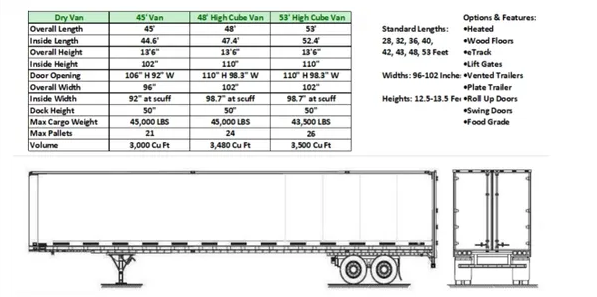 Dry Van 45' Van 48' High Cube Van 53' High Cube Van
Overall Length 45' 48' 53'
Inside Length 44.6' 47.4' 52.4'
Overall Height 13'6" 13'6" 13'6"
Inside Height 102" 110" 110"
Door Opening 106" H 92" W 110" H 98.3" W 110" H 98.3" W
Overall Width 96" 102" 102"
Inside Width 92" at scuff 98.7" at scuff 98.7" at scuff
Dock Height 50" 50" 50"
Max Cargo Weight 45,000 LBS 45,000 LBS 43,500 LBS
Max Pallets 21 24 26
Volume 3,000 Cu Ft 3,480 Cu Ft 3,500 Cu Ft
Standard Lengths:
28, 32, 36, 40,
42, 43, 48, 53 Feet
Widths: 96-102 Inche
Heights: 12.5-13.5 Fe
Options & Features:
•Heated
•Wood Floors
•eTrack
•Lift Gates
•Vented Trailers
•Plate Trailer
•Roll Up Doors
•Swing Doors
•Food Grade